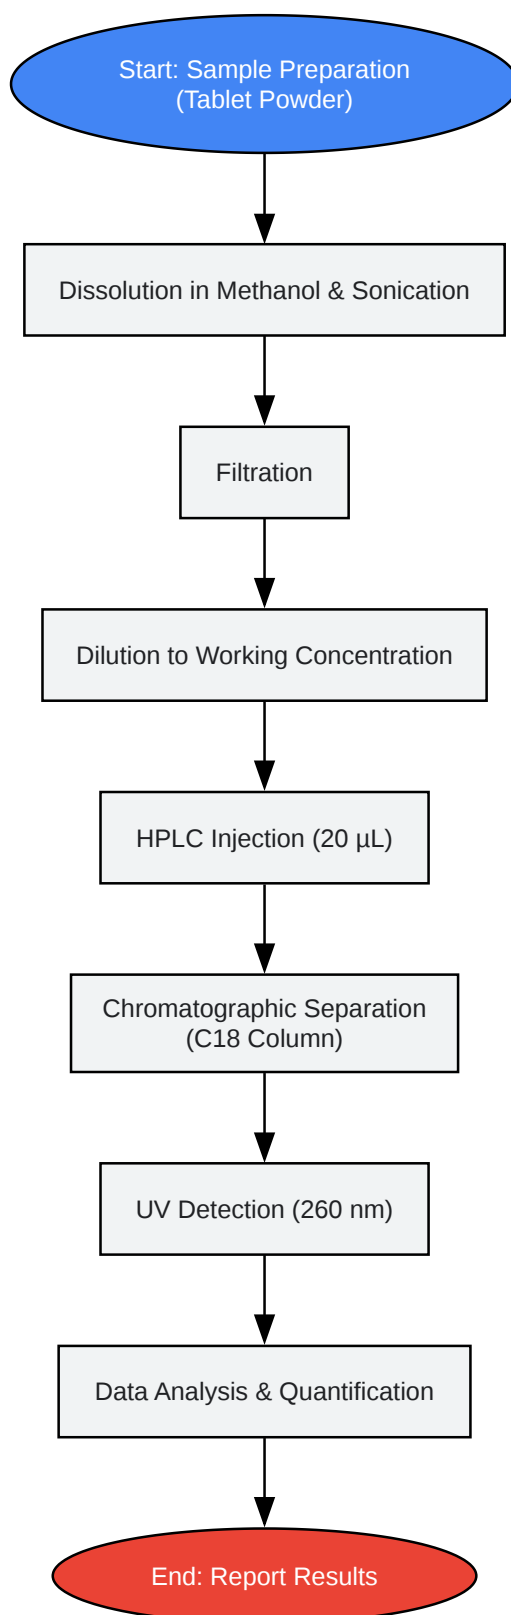 Start: Sample Preparation
(Tablet Powder)
Dissolution in Methanol & Sonication
Filtration
Dilution to Working Concentration
HPLC Injection (20 µL)
Chromatographic Separation
(C18 Column)
UV Detection (260 nm)
Data Analysis & Quantification
End: Report Results